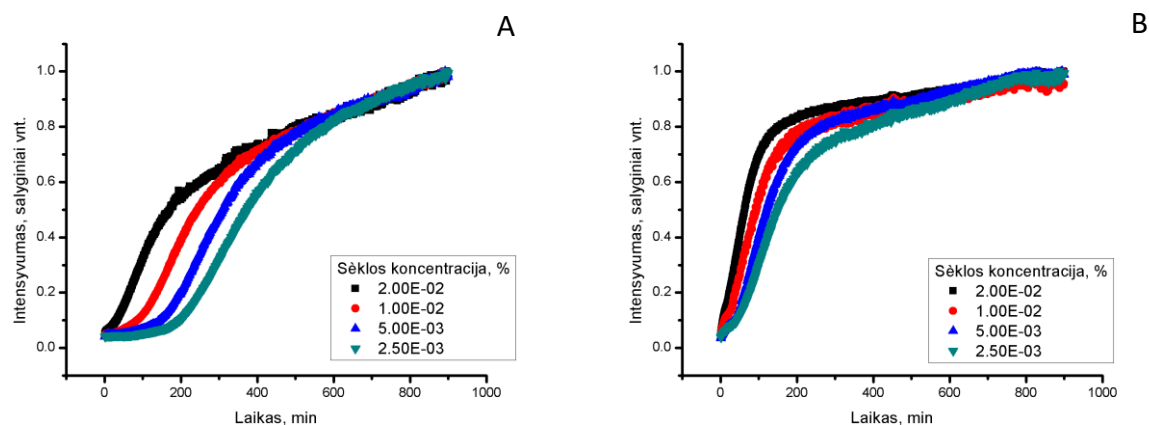 A
Intensyvumas, salyginiai vnt.
1.0
0.8
0.6
0.4
0.2
0.0
Sėklos koncentracija, %
2.00E-02
1.00E-02
5.00E-03
2.50E-03
0
200
400
600
800
1000
Laikas, min
B
Intensyvumas, salyginiai vnt.
1.0
0.8
0.6
0.4
0.2
0.0
Sėklos koncentracija, %
2.00E-02
1.00E-02
5.00E-03
2.50E-03
0
200
400
600
800
1000
Laikas, min